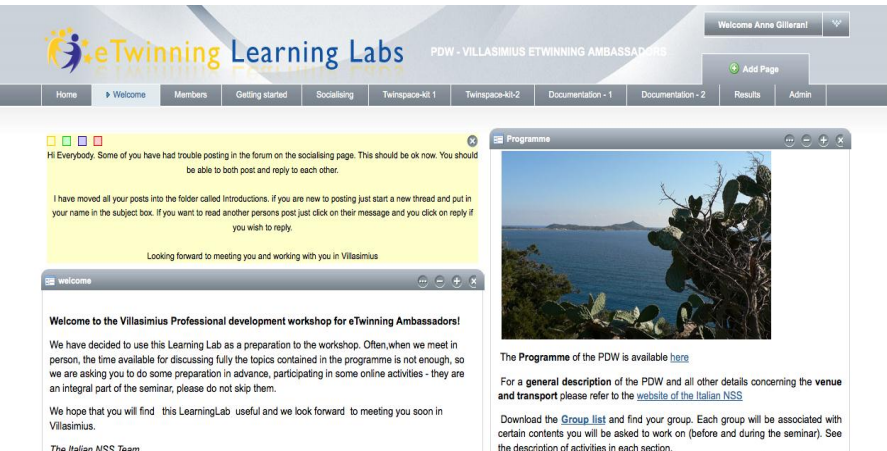 Welcome Anne Gilleran!
eTwinning Learning Labs
PDW - VILLASIMIUS ETWINNING AMBASSADORS
Add Page
Home
Welcome
Members
Getting started
Socialising
Twinspace-kit 1
Twinspace-kit-2
Documentation - 1
Documentation - 2
Results
Admin
Hi Everybody. Some of you have had trouble posting in the forum on the socialising page. This should be ok now. You should
be able to both post and reply to each other.
I have moved all your posts into the folder called Introductions. if you are new to posting just start a new thread and put in
your name in the subject box. If you want to read another persons post just click on their message and you click on reply if
you wish to reply.
Looking forward to meeting you and working with you in Villasimius
welcome
Welcome to the Villasimius Professional development workshop for eTwinning Ambassadors!
We have decided to use this Learning Lab as a preparation to the workshop. Often,when we meet in
person, the time available for discussing fully the topics contained in the programme is not enough, so
we are asking you to do some preparation in advance, participating in some online activities - they are
an integral part of the seminar, please do not skip them.
We hope that you will find this LearningLab useful and we look forward to meeting you soon in
Villasimius.
The Italian NSS Team
Programme
The Programme of the PDW is available here
For a general description of the PDW and all other details concerning the venue
and transport please refer to the website of the Italian NSS
Download the Group list and find your group. Each group will be associated with
certain contents you will be asked to work on (before and during the seminar). See
the description of activities in each section.